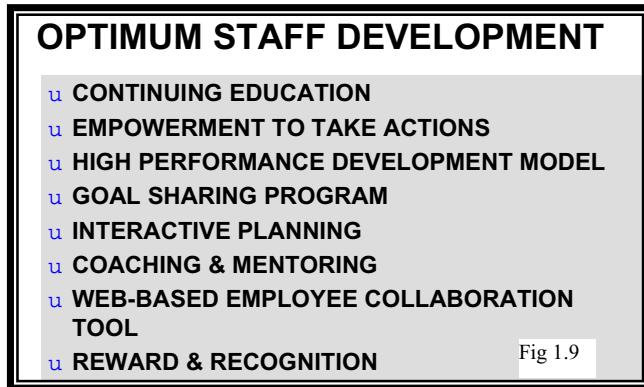 OPTIMUM STAFF DEVELOPMENT
u CONTINUING EDUCATION
u EMPOWERMENT TO TAKE ACTIONS
u HIGH PERFORMANCE DEVELOPMENT MODEL
u GOAL SHARING PROGRAM
u INTERACTIVE PLANNING
u COACHING & MENTORING
u WEB-BASED EMPLOYEE COLLABORATION
TOOL
u REWARD & RECOGNITION
Fig 1.9